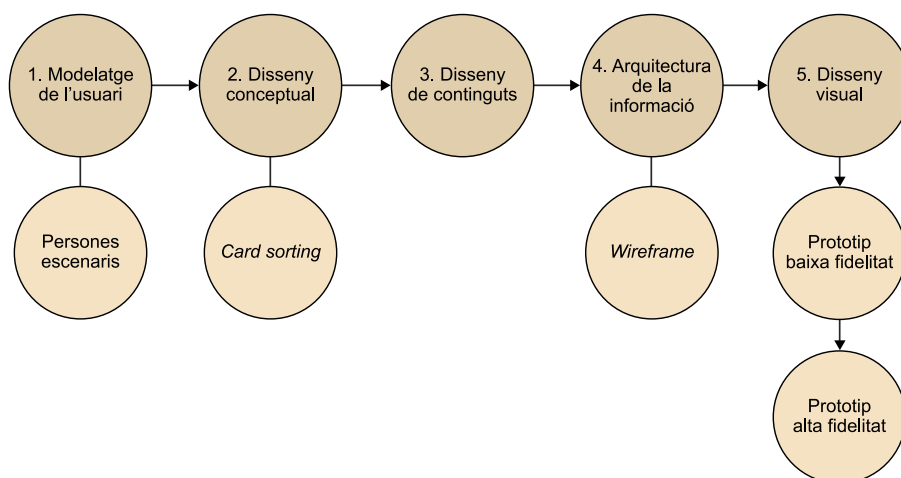 1. Modelatge
de l’usuari
2. Disseny
conceptual
3. Disseny
de continguts
4. Arquitectura
de la
informació
5. Disseny
visual
Persones
escenaris
Card sorting
Wireframe
Prototip
baixa fidelitat
Prototip
alta fidelitat